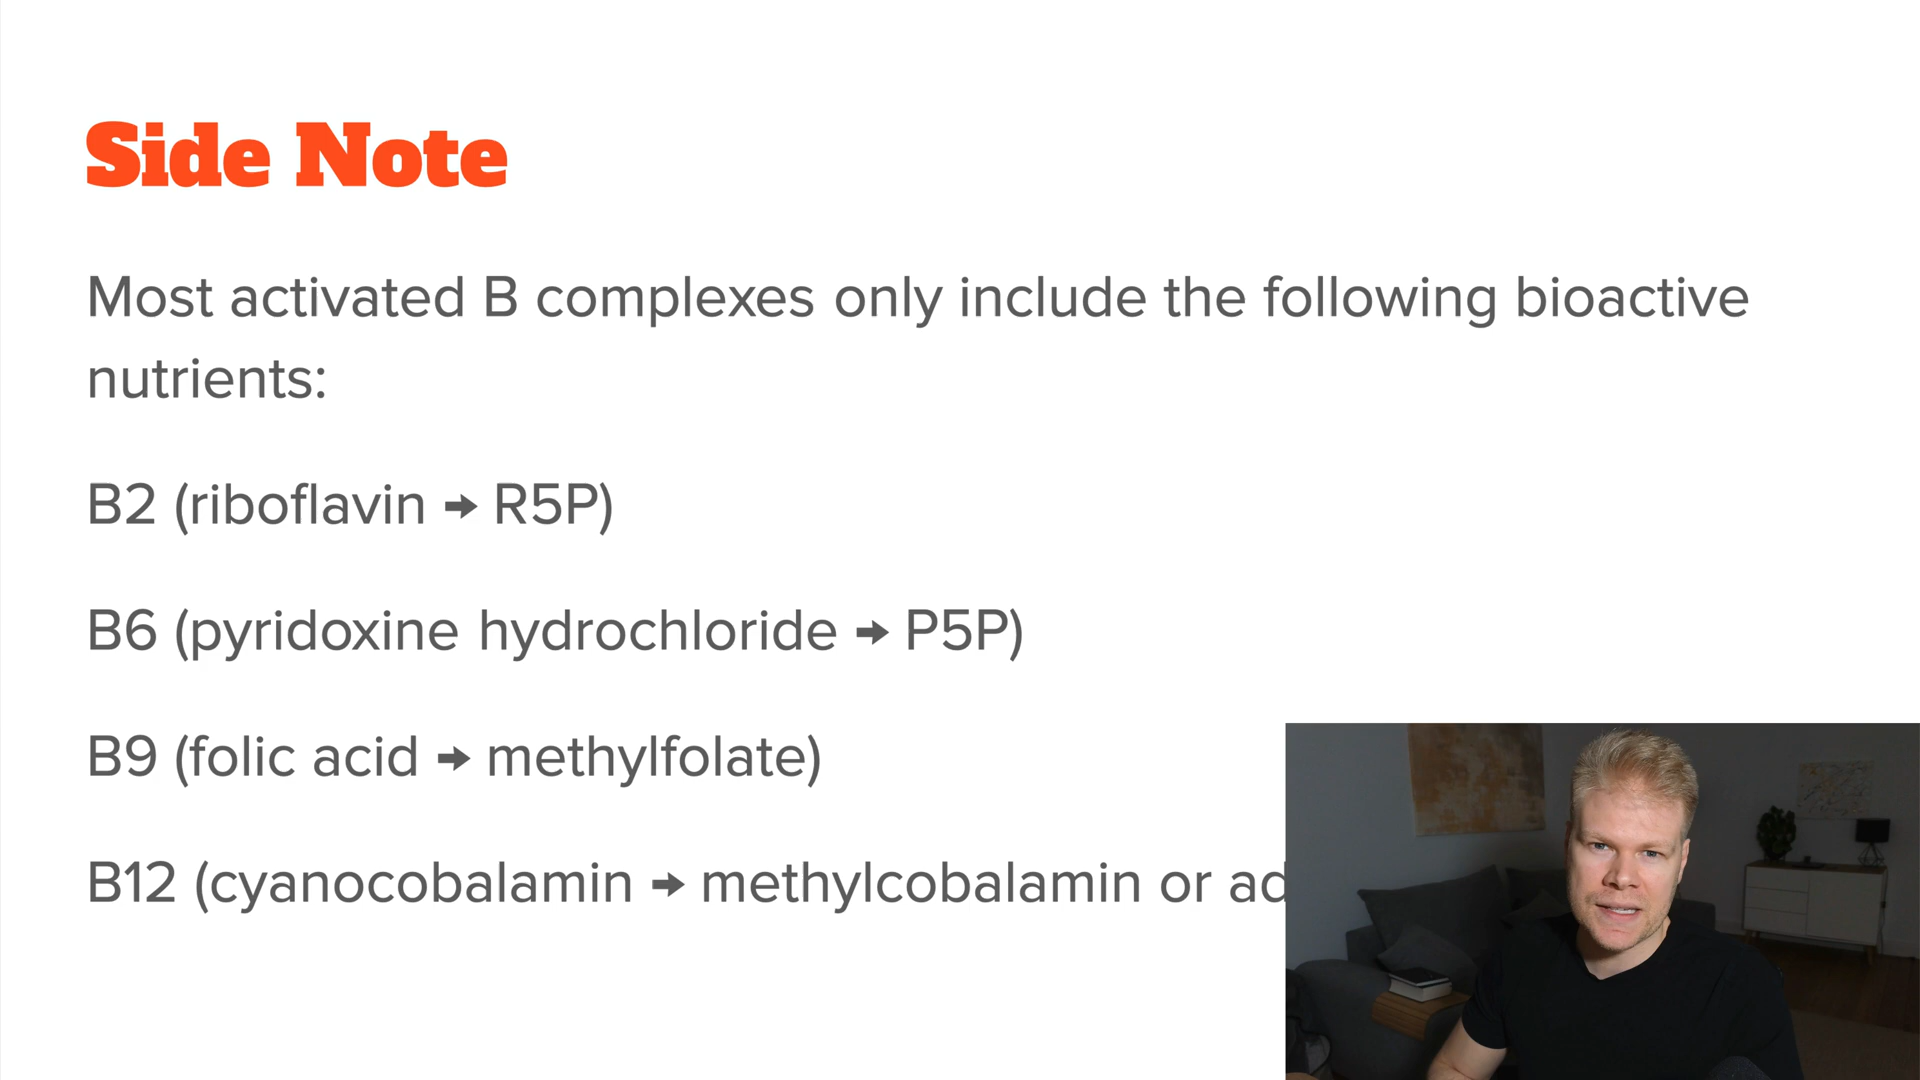 Side Note
Most activated B complexes only include the following bioactive
nutrients:
B2 (riboflavin ➡ R5P)
B6 (pyridoxine hydrochloride ➡ P5P)
B9 (folic acid ➡ methylfolate)
B12 (cyanocobalamin ➡ methylcobalamin or